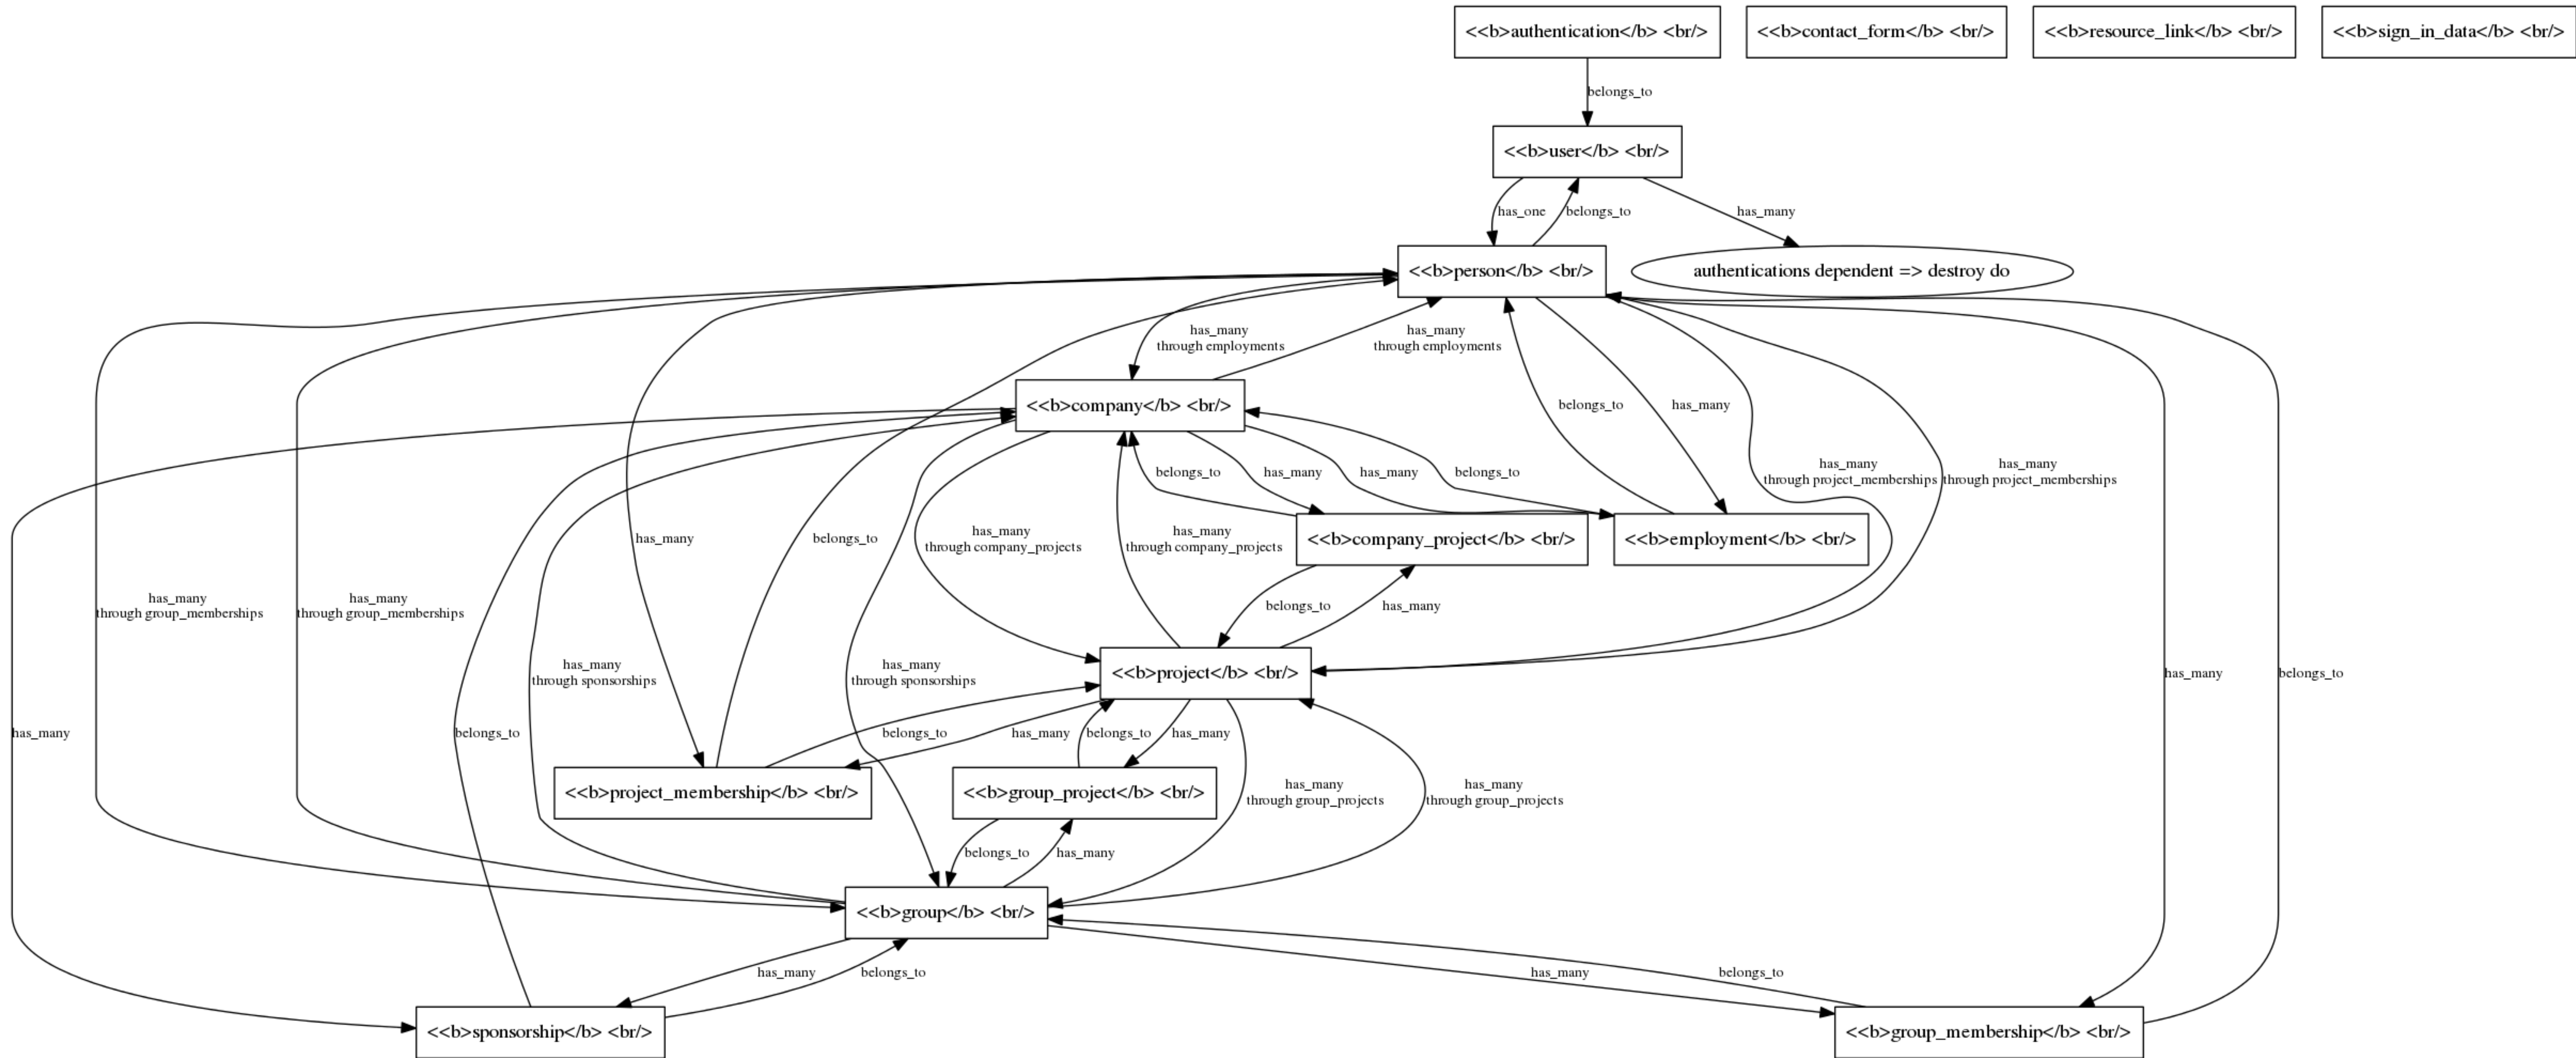 <<b>authentication</b> <br/>
<<b>contact_form</b> <br/>
<<b>resource_link</b> <br/>
<<b>sign_in_data</b> <br/>
belongs_to
<<b>user</b> <br/>
has_one
belongs_to
has_many
<<b>person</b> <br/>
authentications dependent => destroy do
has_many
through employments
has_many
through employments
<<b>company</b> <br/>
belongs_to
has_many
belongs_to
has_many
has_many
belongs_to
has_many
through project_memberships
has_many
through project_memberships
has_many
belongs_to
has_many
through company_projects
has_many
through company_projects
<<b>company_project</b> <br/>
<<b>employment</b> <br/>
has_many
through group_memberships
has_many
through group_memberships
belongs_to
has_many
has_many
through sponsorships
has_many
through sponsorships
<<b>project</b> <br/>
has_many
belongs_to
has_many
belongs_to
belongs_to
has_many
belongs_to
has_many
<<b>project_membership</b> <br/>
<<b>group_project</b> <br/>
has_many
through group_projects
has_many
through group_projects
belongs_to
has_many
<<b>group</b> <br/>
has_many
belongs_to
has_many
belongs_to
<<b>sponsorship</b> <br/>
<<b>group_membership</b> <br/>